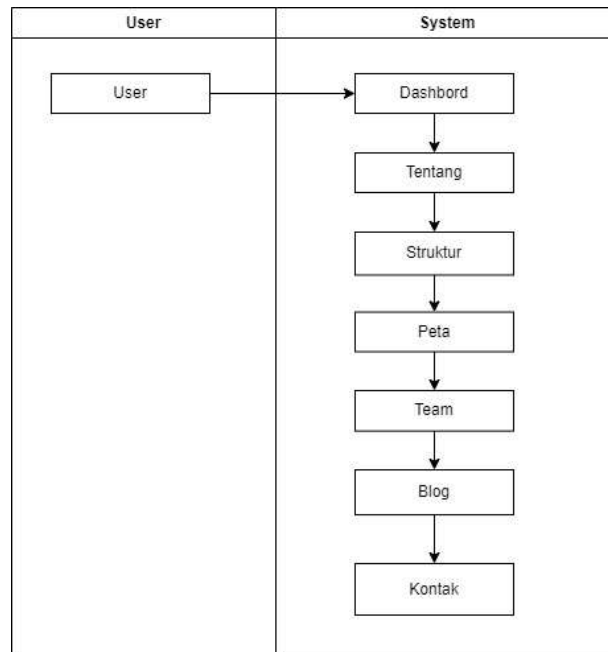 User
System
User
Dashbord
Tentang
Struktur
Peta
Team
Blog
Kontak